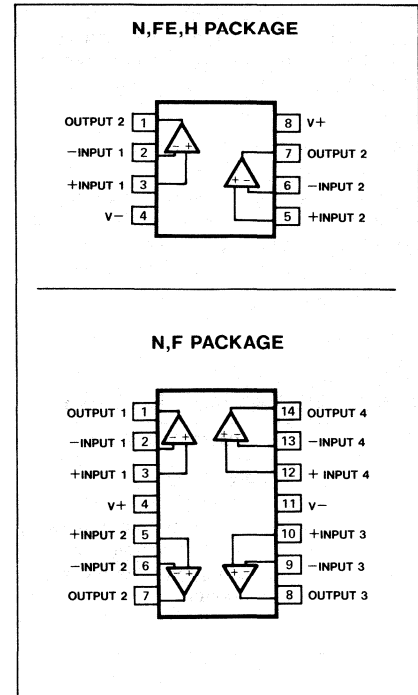 N,FE,H PACKAGE
OUTPUT 2 1
8 V+
−INPUT 1 2
7 OUTPUT 2
+INPUT 1 3
6 −INPUT 2
V− 4
5 +INPUT 2
− +
+ −
N,F PACKAGE
OUTPUT 1 1
14 OUTPUT 4
−INPUT 1 2
13 −INPUT 4
+INPUT 1 3
12 + INPUT 4
V+ 4
11 V−
+INPUT 2 5
10 +INPUT 3
−INPUT 2 6
9 −INPUT 3
OUTPUT 2 7
8 OUTPUT 3
− +
+ −
− +
+ −